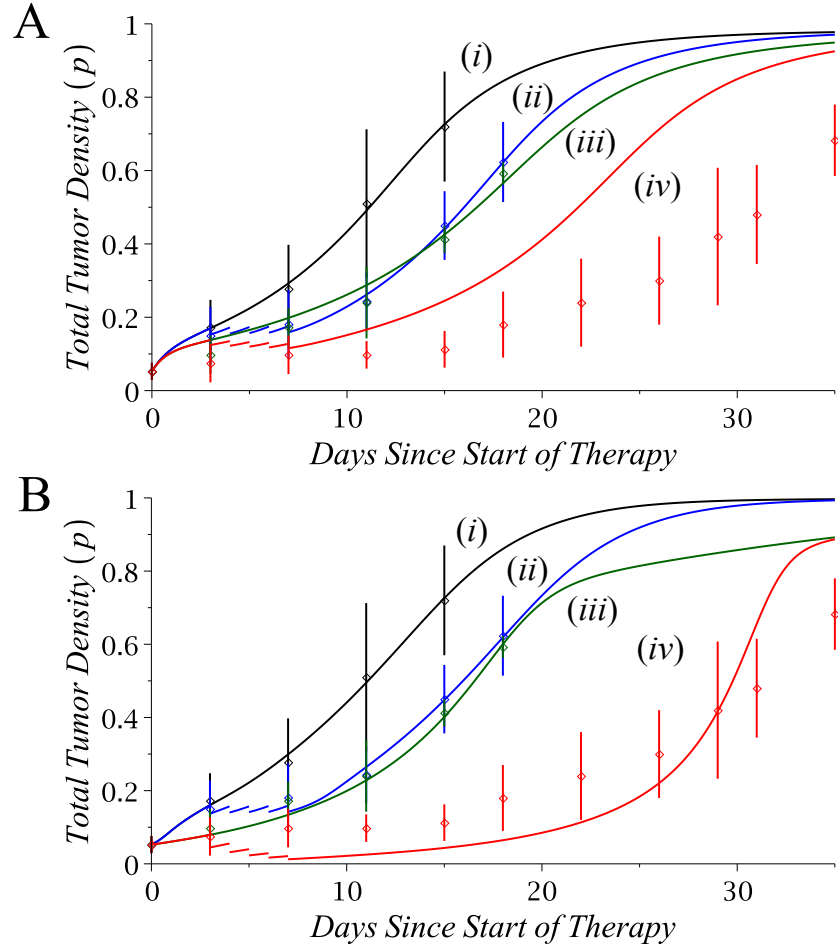 A
1
0.8
0.6
0.4
0.2
0
Total Tumor Density (p)
(i)
(ii)
(iii)
(iv)
0
10
20
30
Days Since Start of Therapy
B
1
0.8
0.6
0.4
0.2
0
Total Tumor Density (p)
(i)
(ii)
(iii)
(iv)
0
10
20
30
Days Since Start of Therapy